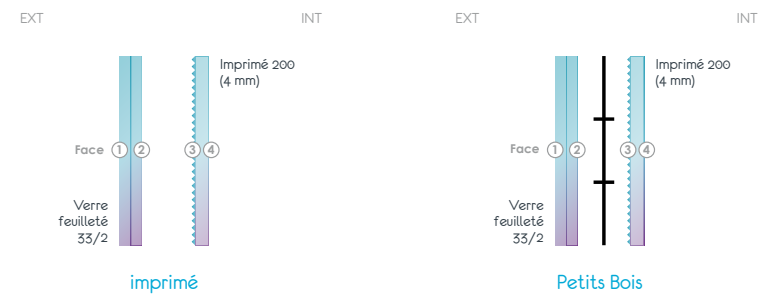 EXT
INT
Imprimé 200
(4 mm)
Face 1 2 3 4
Verre
feuilleté
33/2
imprimé
EXT
INT
Imprimé 200
(4 mm)
Face 1 2 3 4
Verre
feuilleté
33/2
Petits Bois